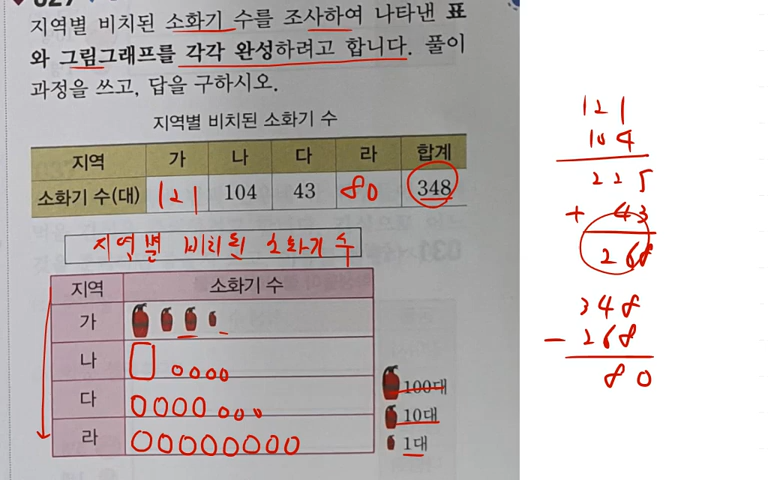 지역별 비치된 소화기 수를 조사하여 나타낸 표
와 그림그래프를 각각 완성하려고 합니다. 풀이
과정을 쓰고, 답을 구하시오.
지역별 비치된 소화기 수
지역 가 나 다 라 합계
소화기 수(대) 121 104 43 80 348
지역별 비치된 소화기 수
지역 소화기 수
가
나
다
라
100대
10대
1대
121
104
225
+ 43
268
348
- 268
80